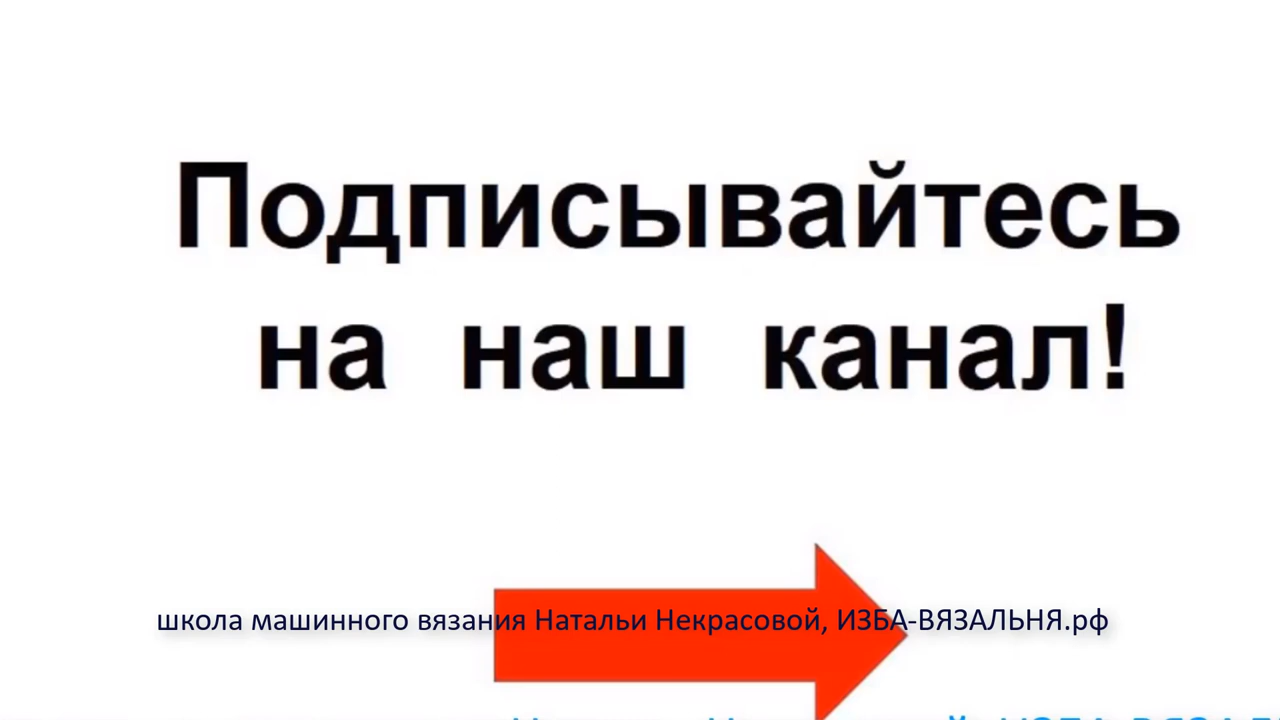 Подписывайтесь
на наш канал!
школа машинного вязания Натальи Некрасовой, ИЗБА-ВЯЗАЛЬНЯ.рф